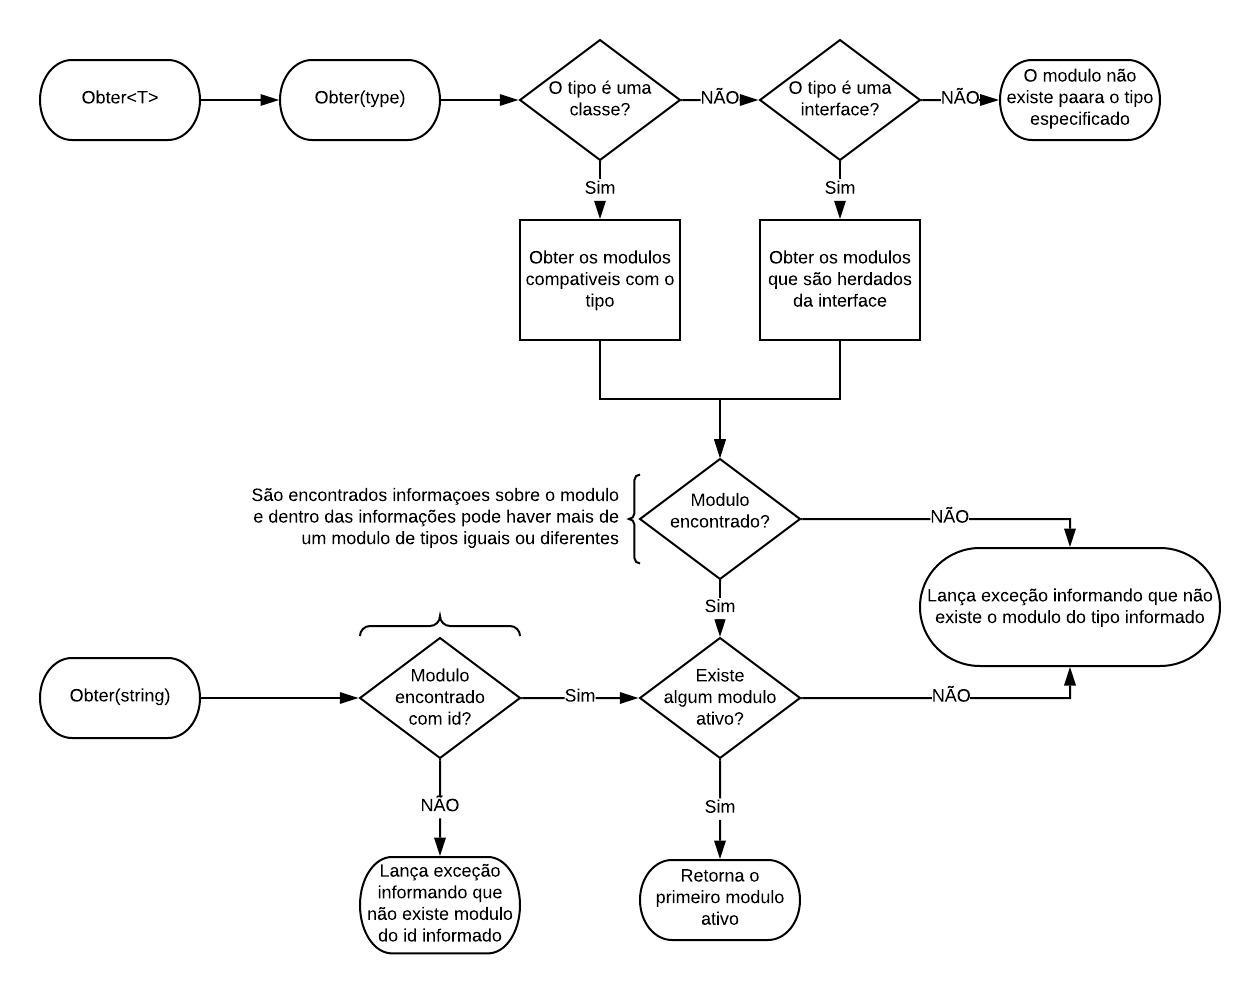 Obter<T>
Obter(type)
O tipo é uma
classe?
NÃO
O tipo é uma
interface?
NÃO
O modulo não
existe paara o tipo
especificado
Sim
Sim
Obter os modulos
compativeis com o
tipo
Obter os modulos
que são herdados
da interface
São encontrados informaçoes sobre o modulo
e dentro das informações pode haver mais de
um modulo de tipos iguais ou diferentes
Modulo
encontrado?
NÃO
Sim
Lança exceção informando que não
existe o modulo do tipo informado
Obter(string)
Modulo
encontrado
com id?
Sim
Existe
algum modulo
ativo?
NÃO
NÃO
Sim
Lança exceção
informando que
não existe modulo
do id informado
Retorna o
primeiro modulo
ativo